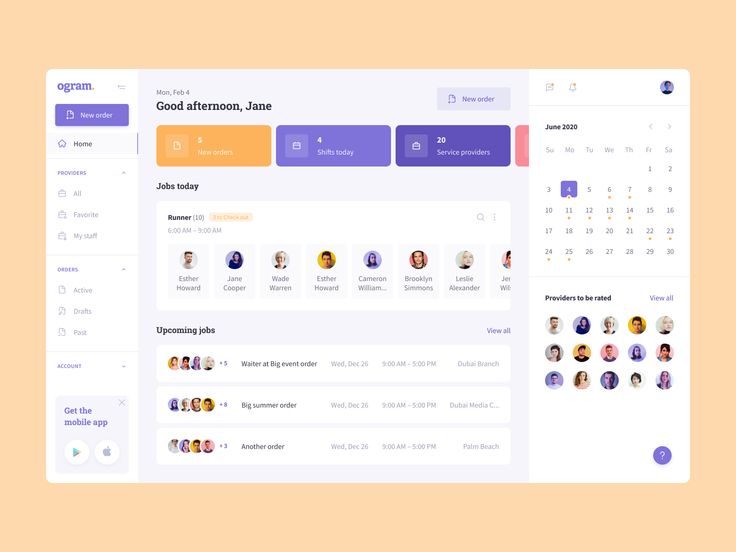 ogram.
New order
Home
PROVIDERS
All
Favorite
My staff
ORDERS
Active
Drafts
Past
ACCOUNT
Get the
mobile app
Mon, Feb 4
Good afternoon, Jane
New order
5
New orders
4
Shifts today
20
Service providers
Jobs today
Runner (10)
6:00 AM – 9:00 AM
Esther
Howard
Jane
Cooper
Wade
Warren
Esther
Howard
Cameron
William...
Brooklyn
Simmons
Leslie
Alexander
Upcoming jobs
View all
+ 5
Waiter at Big event order
Wed, Dec 26
9:00 AM – 5:00 PM
Dubai Branch
+ 8
Big summer order
Wed, Dec 26
9:00 AM – 5:00 PM
Dubai Media C...
+ 3
Another order
Wed, Dec 26
9:00 AM – 5:00 PM
Palm Beach
June 2020
Su Mo Tu We Th Fr Sa
1 2
3 4 5 6 7 8 9
10 11 12 13 14 15 16
17 18 19 20 21 22 23
24 25 26 27 28 29 30
Providers to be rated
View all
?